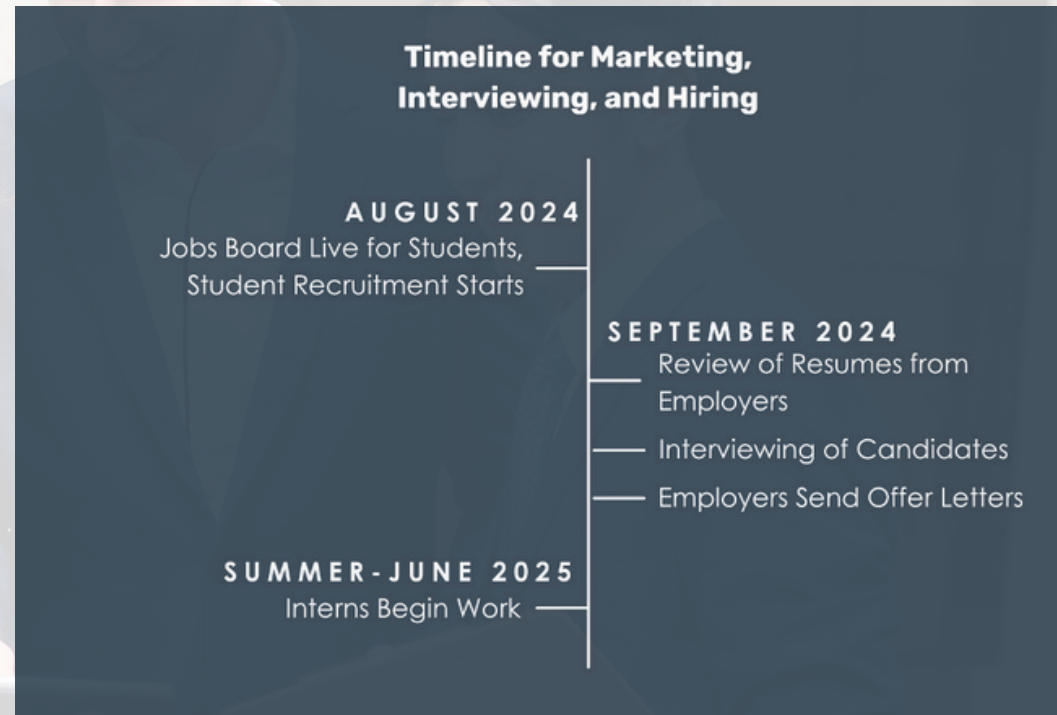 Timeline for Marketing,
Interviewing, and Hiring
AUGUST 2024
Jobs Board Live for Students,
Student Recruitment Starts
SEPTEMBER 2024
Review of Resumes from
Employers
Interviewing of Candidates
Employers Send Offer Letters
SUMMER-JUNE 2025
Interns Begin Work